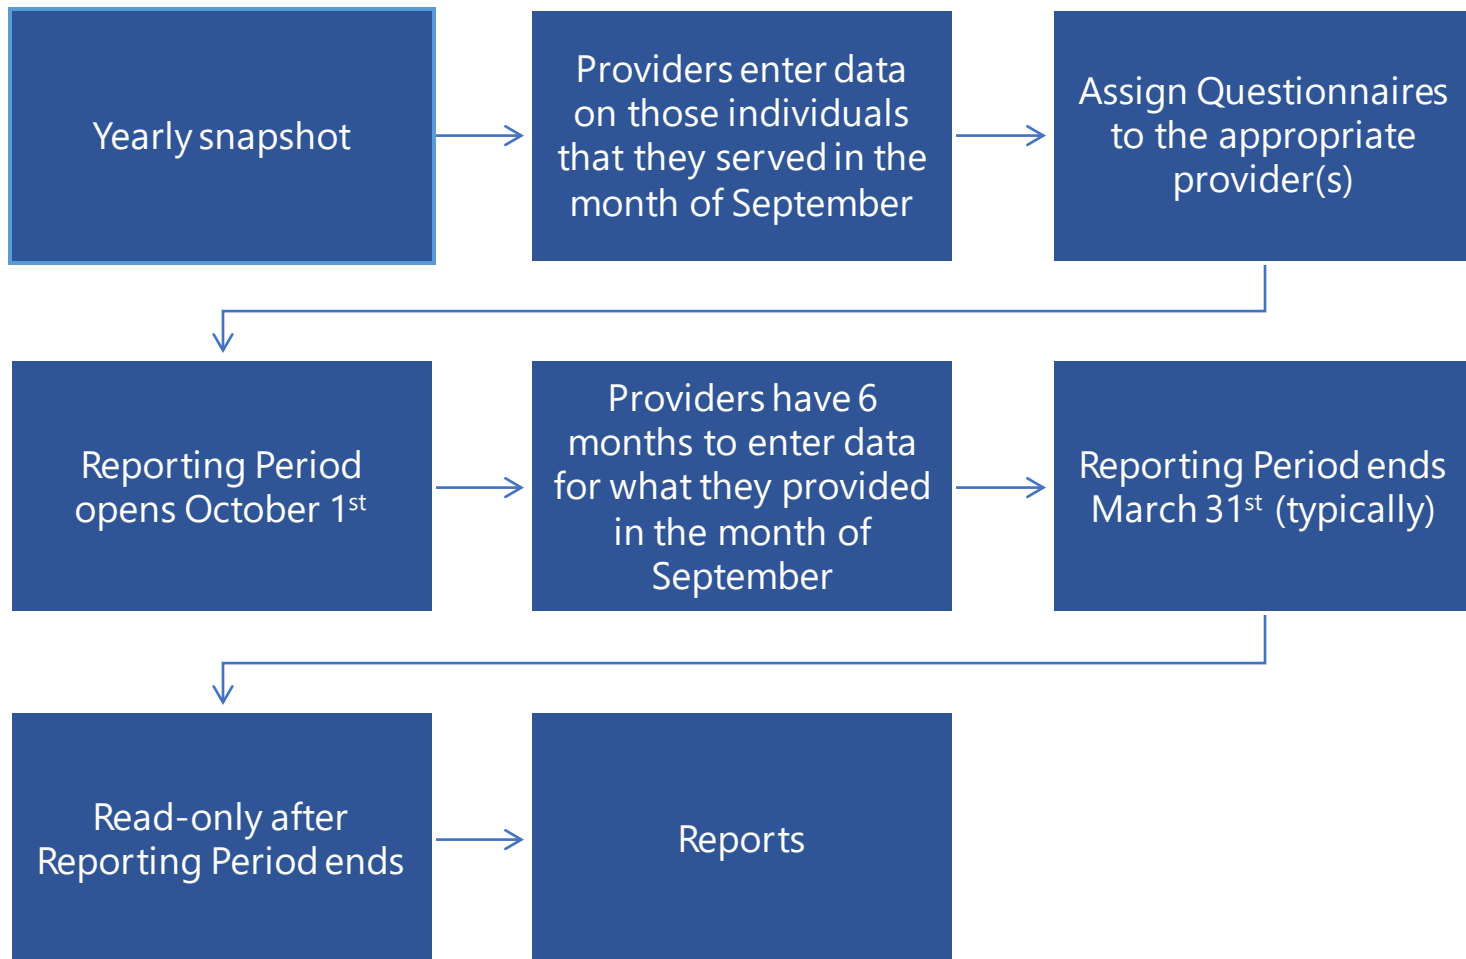 Yearly snapshot
Providers enter data
on those individuals
that they served in the
month of September
Assign Questionnaires
to the appropriate
provider(s)
Reporting Period
opens October 1st
Providers have 6
months to enter data
for what they provided
in the month of
September
Reporting Period ends
March 31st (typically)
Read-only after
Reporting Period ends
Reports